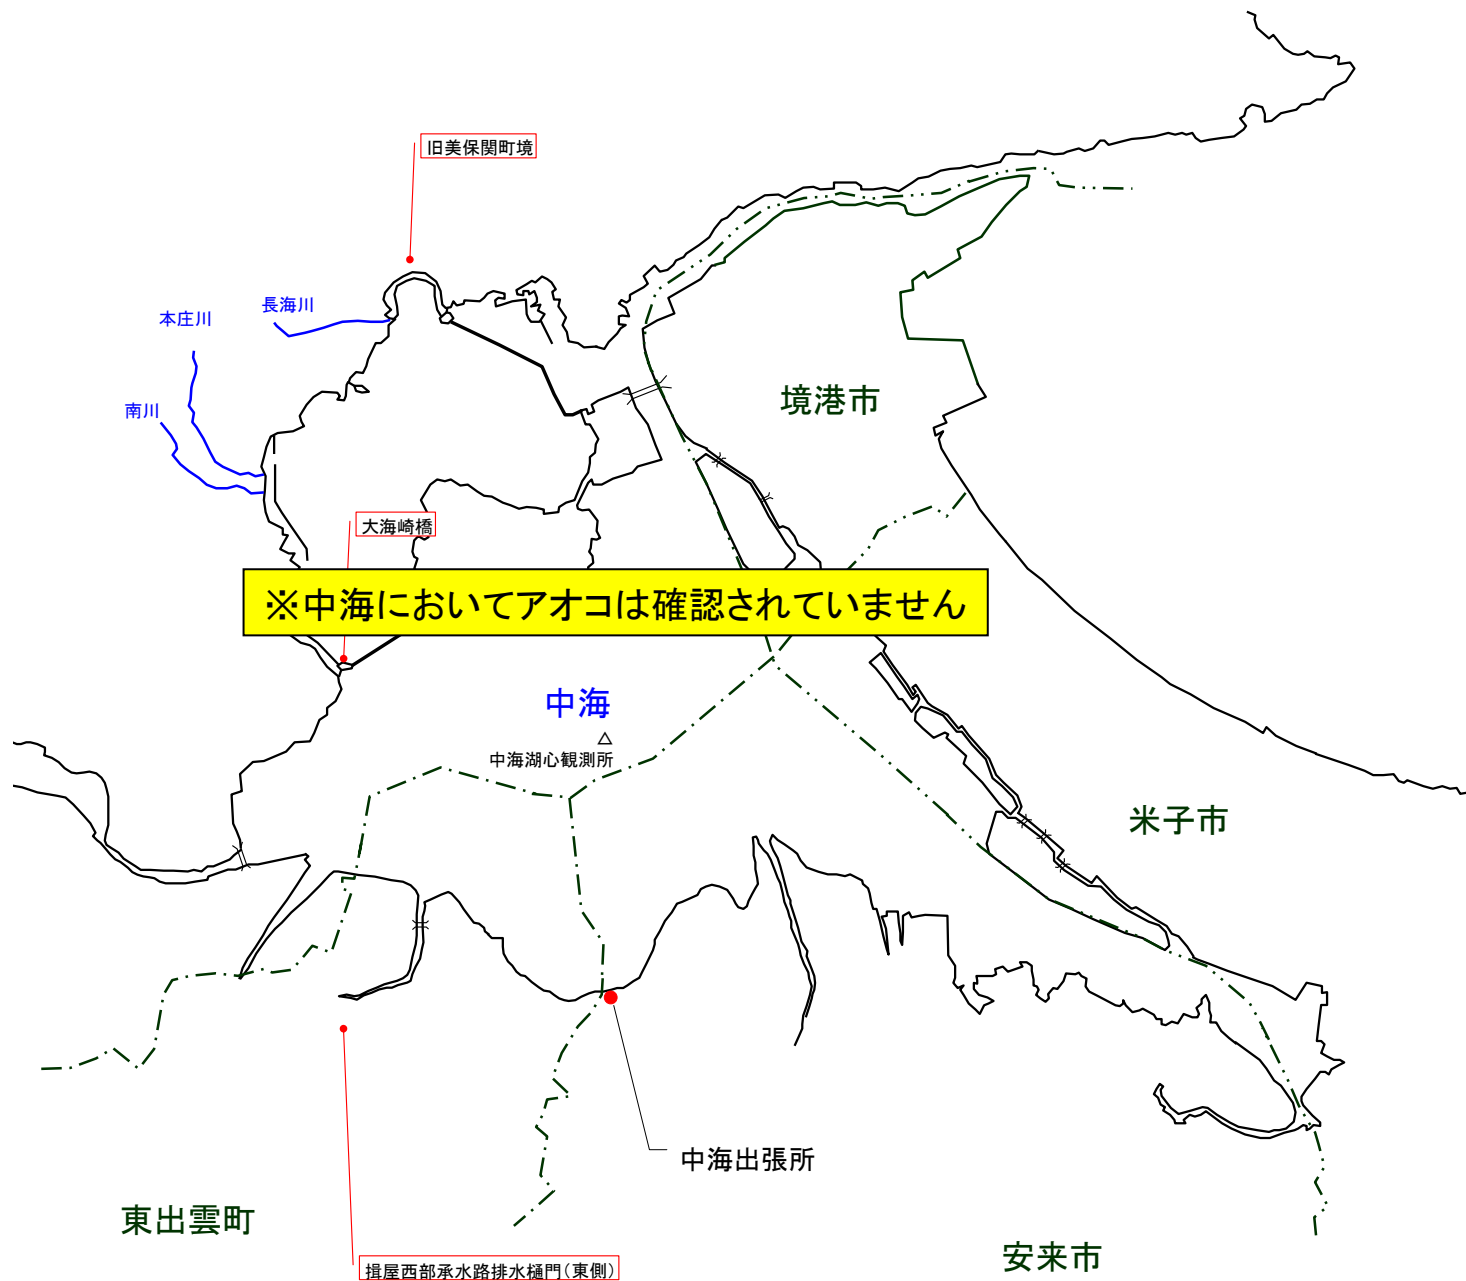 旧美保関町境
長海川
本庄川
南川
境港市
大海崎橋
※中海においてアオコは確認されていません
中海
中海湖心観測所
米子市
中海出張所
東出雲町
安来市
揖屋西部承水路排水樋門(東側)